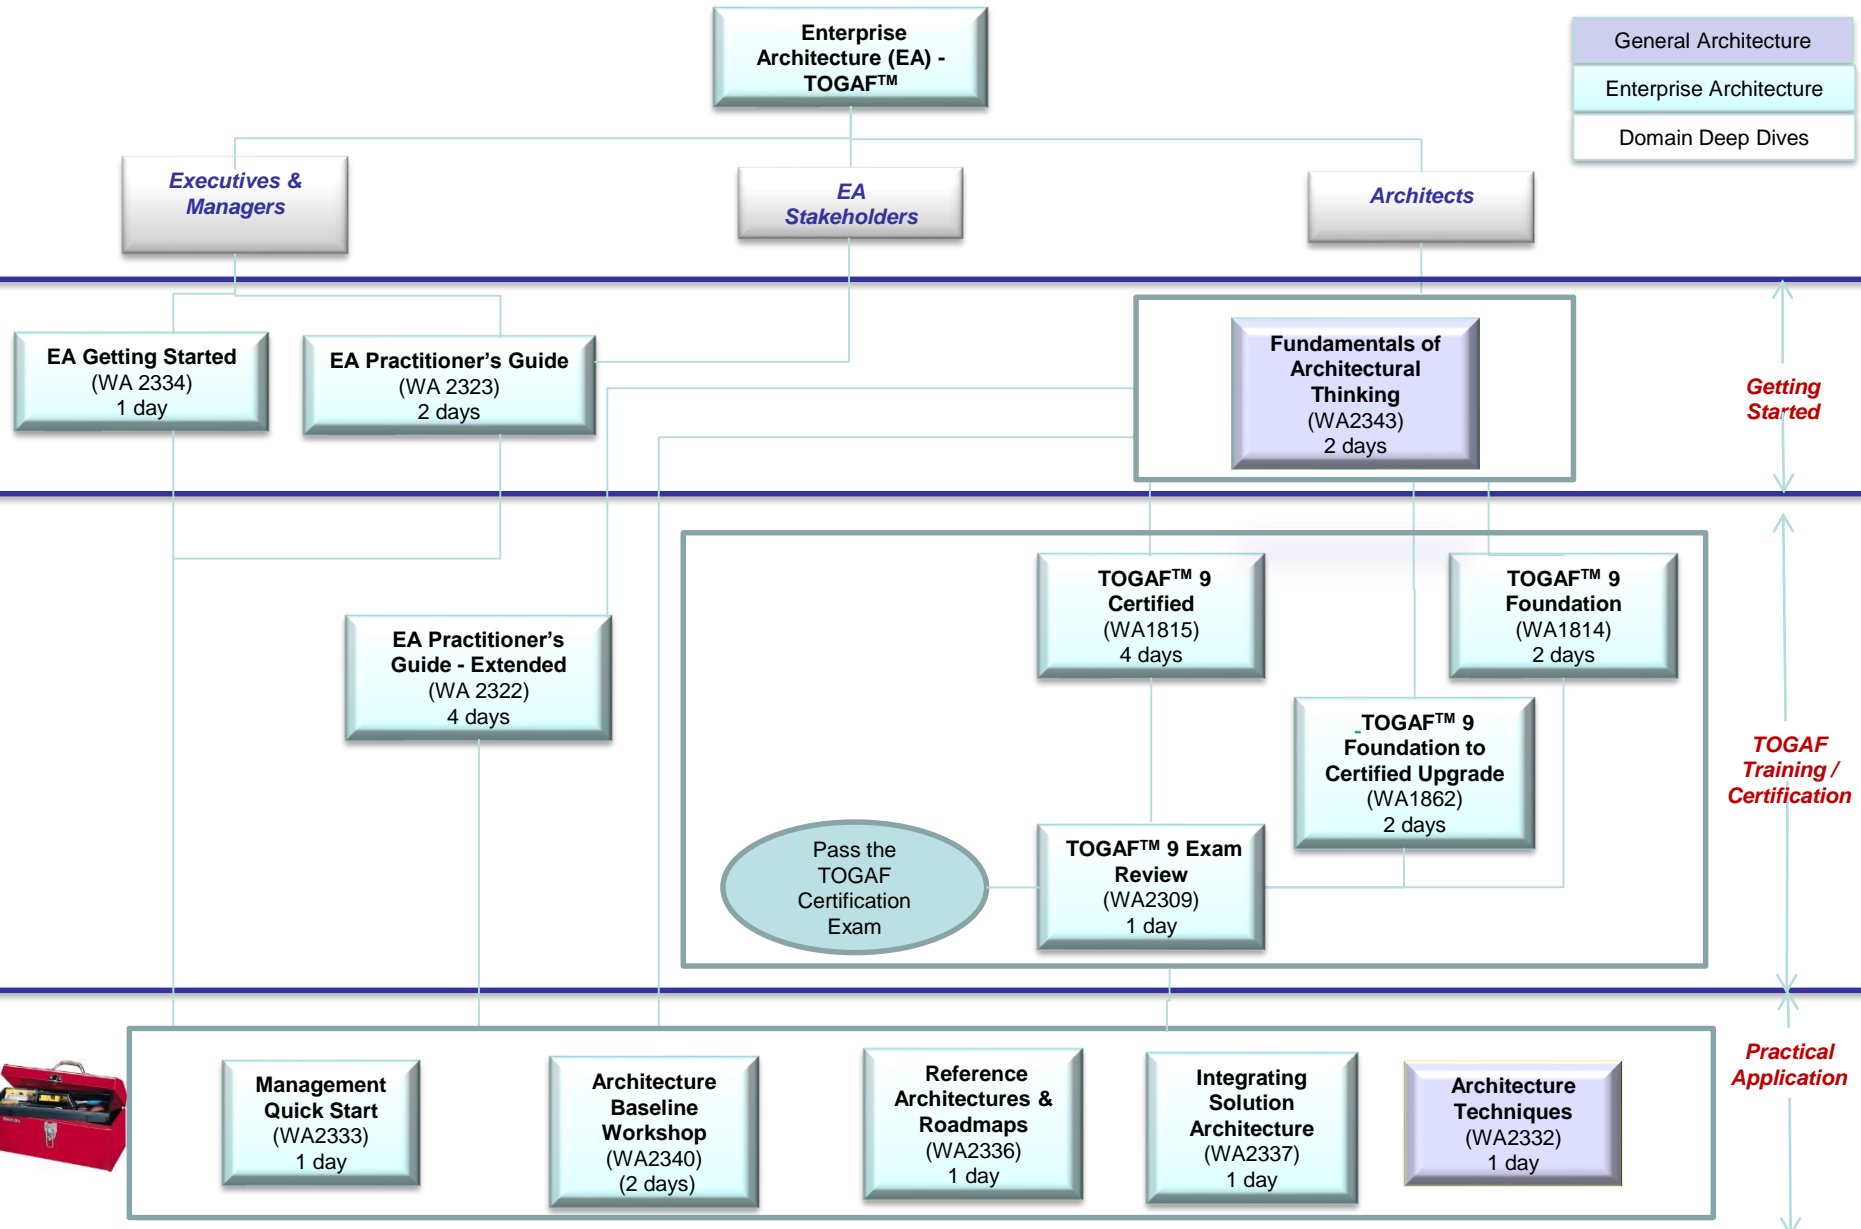 Enterprise
Architecture (EA) -
TOGAF™
General Architecture
Enterprise Architecture
Domain Deep Dives
Executives &
Managers
EA
Stakeholders
Architects
EA Getting Started
(WA 2334)
1 day
EA Practitioner’s Guide
(WA 2323)
2 days
Fundamentals of
Architectural
Thinking
(WA2343)
2 days
Getting
Started
EA Practitioner’s
Guide - Extended
(WA 2322)
4 days
TOGAF™ 9
Certified
(WA1815)
4 days
TOGAF™ 9
Foundation
(WA1814)
2 days
TOGAF™ 9
Foundation to
Certified Upgrade
(WA1862)
2 days
TOGAF
Training /
Certification
Pass the
TOGAF
Certification
Exam
TOGAF™ 9 Exam
Review
(WA2309)
1 day
Management
Quick Start
(WA2333)
1 day
Architecture
Baseline
Workshop
(WA2340)
(2 days)
Reference
Architectures &
Roadmaps
(WA2336)
1 day
Integrating
Solution
Architecture
(WA2337)
1 day
Architecture
Techniques
(WA2332)
1 day
Practical
Application